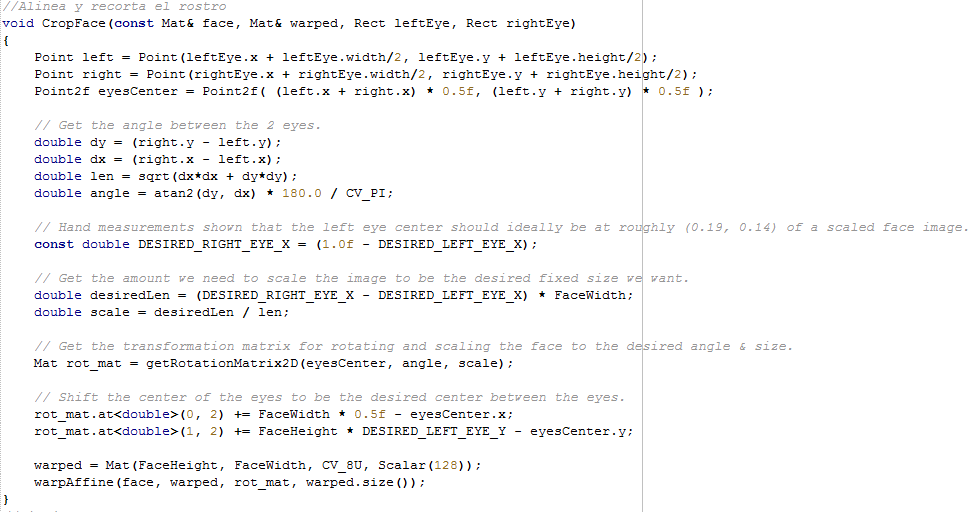 //Alinea y recorta el rostro
void CropFace(const Mat& face, Mat& warped, Rect leftEye, Rect rightEye)
{
    Point left = Point(leftEye.x + leftEye.width/2, leftEye.y + leftEye.height/2);
    Point right = Point(rightEye.x + rightEye.width/2, rightEye.y + rightEye.height/2);
    Point2f eyesCenter = Point2f( (left.x + right.x) * 0.5f, (left.y + right.y) * 0.5f );

    // Get the angle between the 2 eyes.
    double dy = (right.y - left.y);
    double dx = (right.x - left.x);
    double len = sqrt(dx*dx + dy*dy);
    double angle = atan2(dy, dx) * 180.0 / CV_PI;

    // Hand measurements shown that the left eye center should ideally be at roughly (0.19, 0.14) of a scaled face image.
    const double DESIRED_RIGHT_EYE_X = (1.0f - DESIRED_LEFT_EYE_X);

    // Get the amount we need to scale the image to be the desired fixed size we want.
    double desiredLen = (DESIRED_RIGHT_EYE_X - DESIRED_LEFT_EYE_X) * FaceWidth;
    double scale = desiredLen / len;

    // Get the transformation matrix for rotating and scaling the face to the desired angle & size.
    Mat rot_mat = getRotationMatrix2D(eyesCenter, angle, scale);

    // Shift the center of the eyes to be the desired center between the eyes.
    rot_mat.at<double>(0, 2) += FaceWidth * 0.5f - eyesCenter.x;
    rot_mat.at<double>(1, 2) += FaceHeight * DESIRED_LEFT_EYE_Y - eyesCenter.y;

    warped = Mat(FaceHeight, FaceWidth, CV_8U, Scalar(128));
    warpAffine(face, warped, rot_mat, warped.size());
}